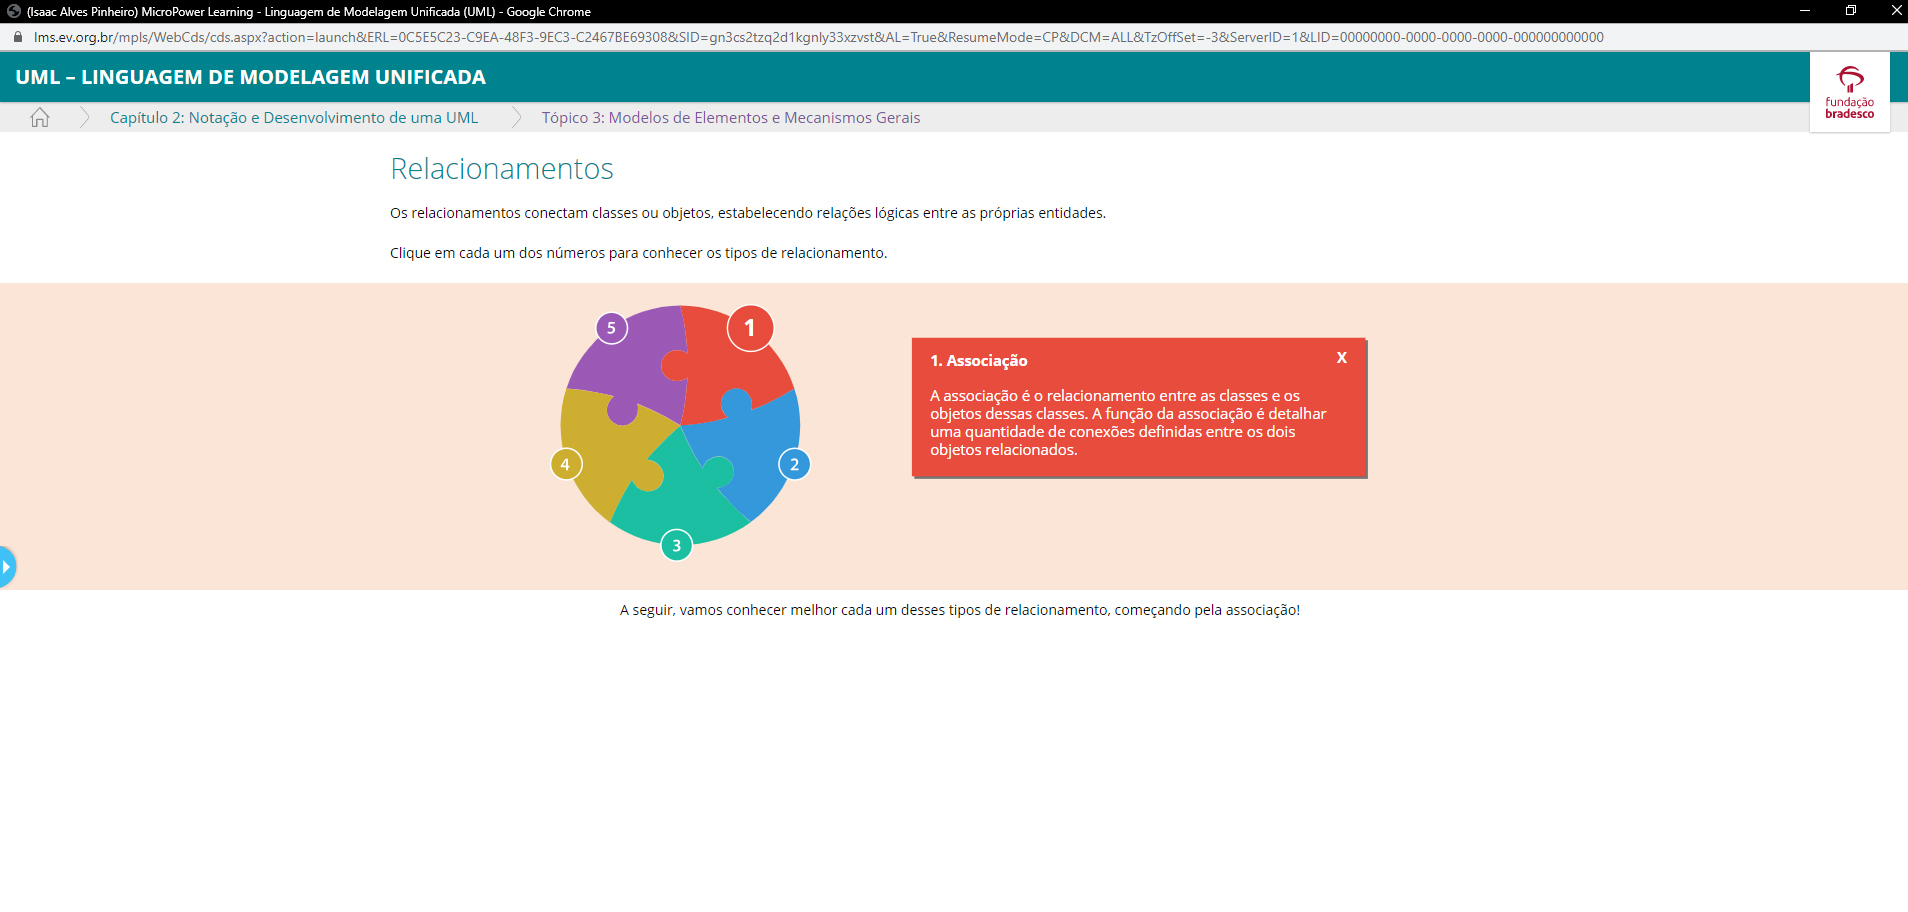 (Isaac Alves Pinheiro) MicroPower Learning - Linguagem de Modelagem Unificada (UML) - Google Chrome
lms.ev.org.br/mpls/WebCds/cds.aspx?action=launch&ERL=0C5E5C23-C9EA-48F3-9EC3-C2467BE69308&SID=gn3cs2tzq2d1kgnly33xzvst&AL=True&ResumeMode=CP&DCM=ALL&TzOffSet=-3&ServerID=1&LID=00000000-0000-0000-0000-000000000000
UML – LINGUAGEM DE MODELAGEM UNIFICADA
fundação
bradesco
Capítulo 2: Notação e Desenvolvimento de uma UML
Tópico 3: Modelos de Elementos e Mecanismos Gerais
Relacionamentos
Os relacionamentos conectam classes ou objetos, estabelecendo relações lógicas entre as próprias entidades.
Clique em cada um dos números para conhecer os tipos de relacionamento.
5
1
4
2
3
1. Associação
X
A associação é o relacionamento entre as classes e os
objetos dessas classes. A função da associação é detalhar
uma quantidade de conexões definidas entre os dois
objetos relacionados.
A seguir, vamos conhecer melhor cada um desses tipos de relacionamento, começando pela associação!